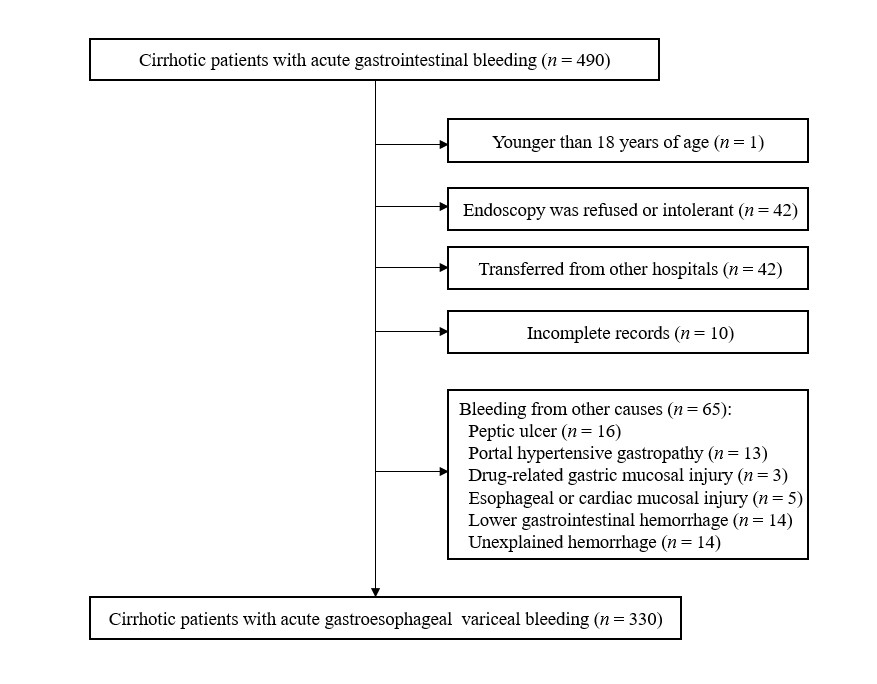 Cirrhotic patients with acute gastrointestinal bleeding (n = 490)
Younger than 18 years of age (n = 1)
Endoscopy was refused or intolerant (n = 42)
Transferred from other hospitals (n = 42)
Incomplete records (n = 10)
Bleeding from other causes (n = 65):
Peptic ulcer (n = 16)
Portal hypertensive gastropathy (n = 13)
Drug-related gastric mucosal injury (n = 3)
Esophageal or cardiac mucosal injury (n = 5)
Lower gastrointestinal hemorrhage (n = 14)
Unexplained hemorrhage (n = 14)
Cirrhotic patients with acute gastroesophageal variceal bleeding (n = 330)